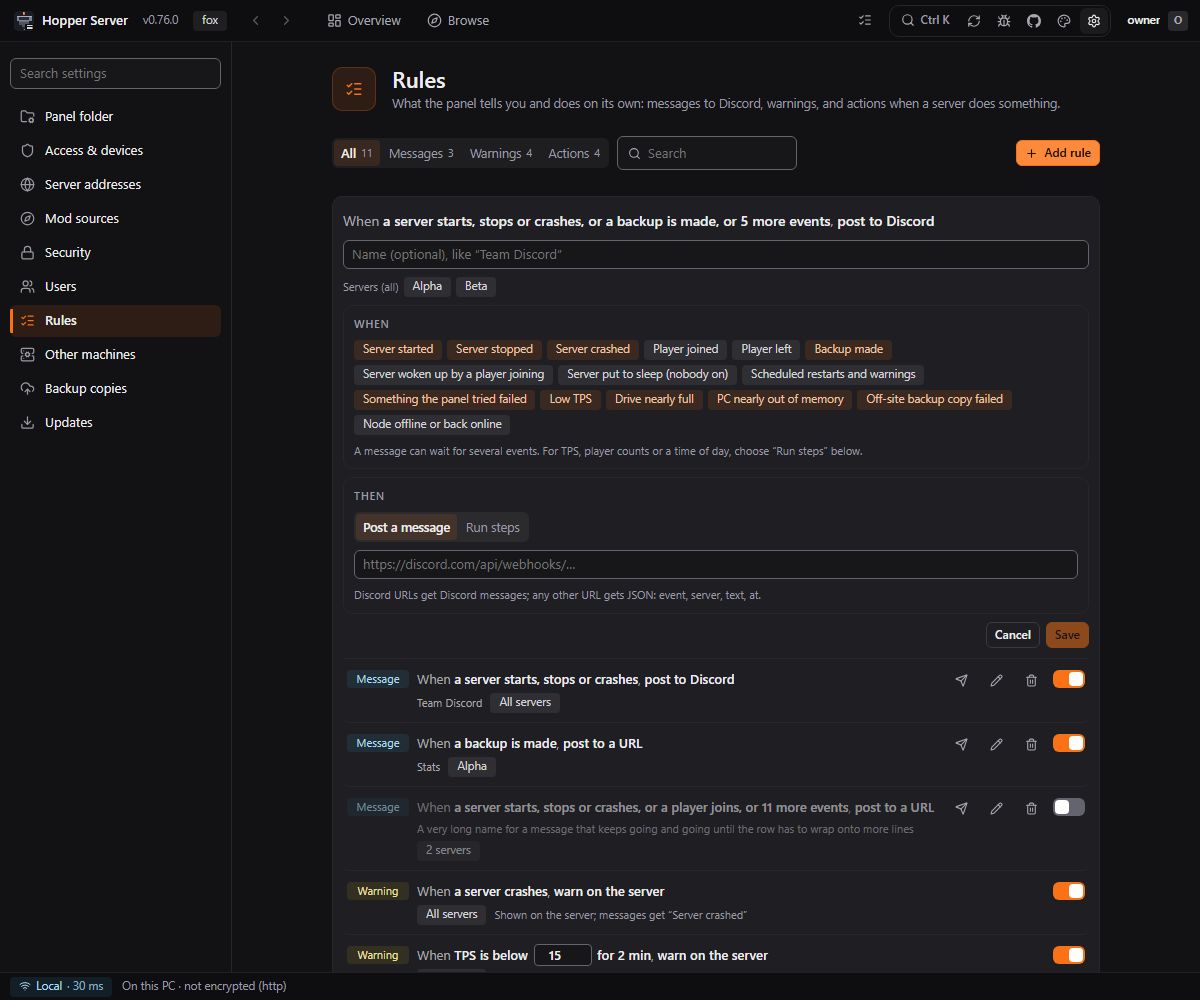 Hopper Server v0.76.0 fox Overview Browse Ctrl K owner O
Search settings
Panel folder
Access & devices
Server addresses
Mod sources
Security
Users
Rules
Other machines
Backup copies
Updates
Rules
What the panel tells you and does on its own: messages to Discord, warnings, and actions when a server does something.
All 11 Messages 3 Warnings 4 Actions 4 Search + Add rule
When a server starts, stops or crashes, or a backup is made, or 5 more events, post to Discord
Name (optional), like “Team Discord”
Servers (all) Alpha Beta
WHEN
Server started Server stopped Server crashed Player joined Player left Backup made
Server woken up by a player joining Server put to sleep (nobody on) Scheduled restarts and warnings
Something the panel tried failed Low TPS Drive nearly full PC nearly out of memory Off-site backup copy failed
Node offline or back online
A message can wait for several events. For TPS, player counts or a time of day, choose “Run steps” below.
THEN
Post a message Run steps
https://discord.com/api/webhooks/...
Discord URLs get Discord messages; any other URL gets JSON: event, server, text, at.
Cancel Save
Message When a server starts, stops or crashes, post to Discord
Team Discord All servers
Message When a backup is made, post to a URL
Stats Alpha
Message When a server starts, stops or crashes, or a player joins, or 11 more events, post to a URL
A very long name for a message that keeps going and going until the row has to wrap onto more lines
2 servers
Warning When a server crashes, warn on the server
All servers Shown on the server; messages get “Server crashed”
Warning When TPS is below 15 for 2 min, warn on the server
Local · 30 ms On this PC · not encrypted (http)